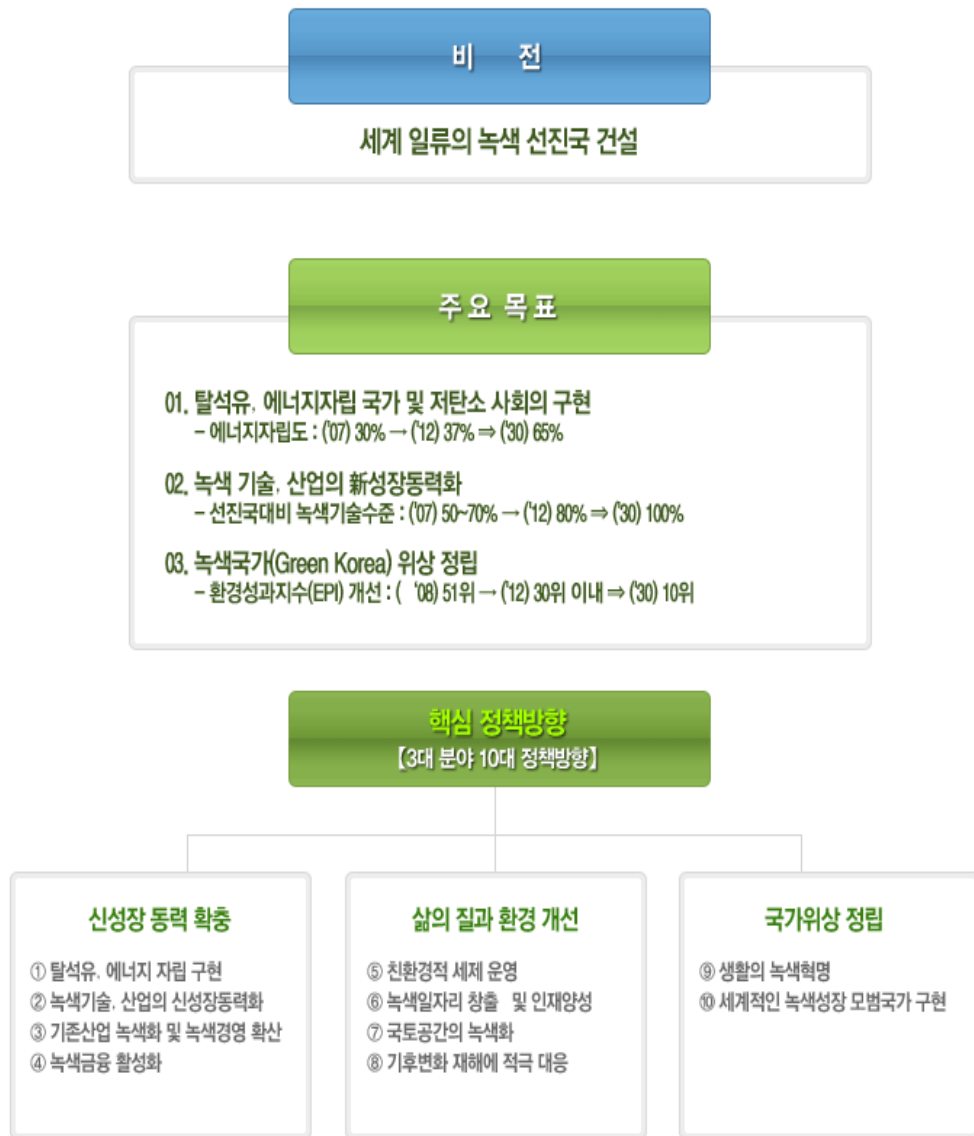 비 전
세계 일류의 녹색 선진국 건설
주요 목표
01. 탈석유, 에너지자립 국가 및 저탄소 사회의 구현
- 에너지자립도 : ('07) 30% → ('12) 37% ⇒ ('30) 65%
02. 녹색 기술, 산업의 新성장동력화
- 선진국대비 녹색기술수준 : ('07) 50~70% → ('12) 80% ⇒ ('30) 100%
03. 녹색국가(Green Korea) 위상 정립
- 환경성과지수(EPI) 개선 : ( '08) 51위 → ('12) 30위 이내 ⇒ ('30) 10위
핵심 정책방향
【3대 분야 10대 정책방향】
신성장 동력 확충
① 탈석유, 에너지 자립 구현
② 녹색기술, 산업의 신성장동력화
③ 기존산업 녹색화 및 녹색경영 확산
④ 녹색금융 활성화
삶의 질과 환경 개선
⑤ 친환경적 세제 운영
⑥ 녹색일자리 창출 및 인재양성
⑦ 국토공간의 녹색화
⑧ 기후변화 재해에 적극 대응
국가위상 정립
⑨ 생활의 녹색혁명
⑩ 세계적인 녹색성장 모범국가 구현